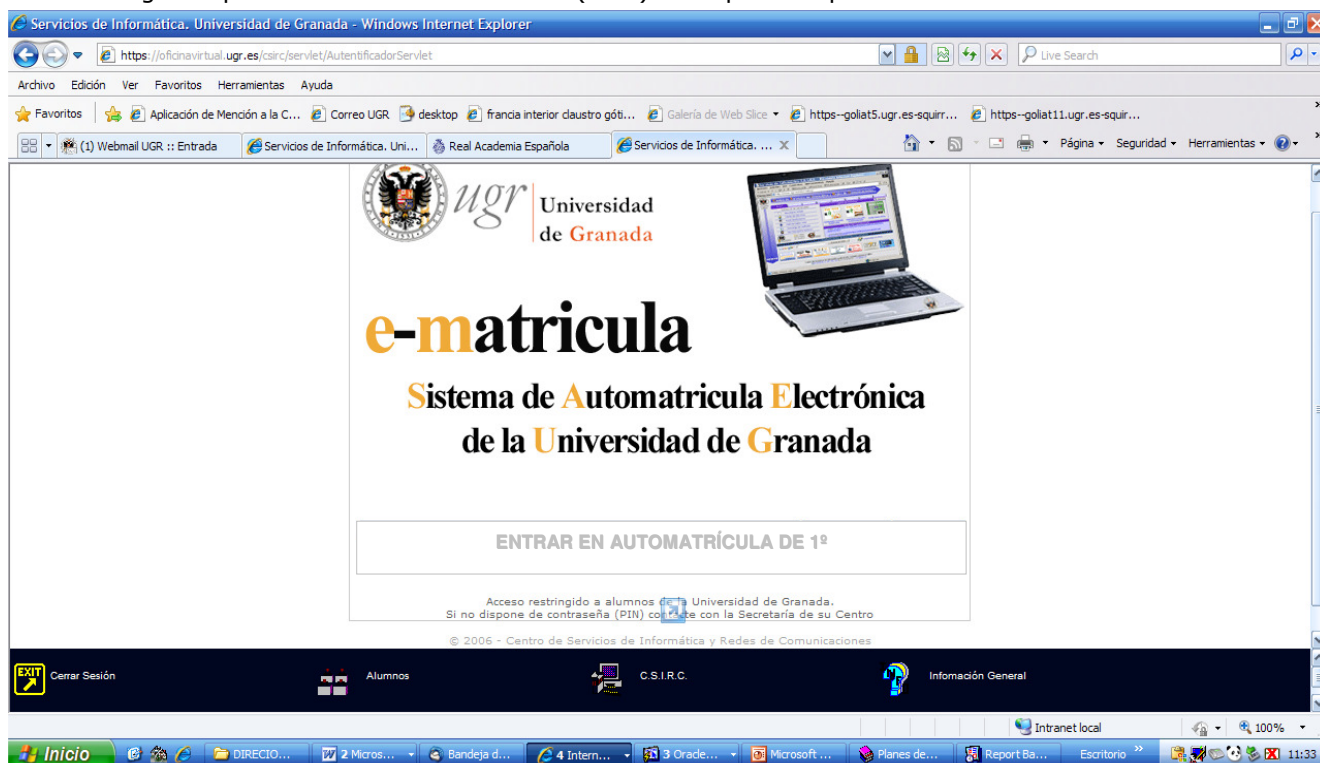 Servicios de Informática. Universidad de Granada - Windows Internet Explorer
https://oficinavirtual.ugr.es/csirc/servlet/AutentificadorServlet
Live Search
Archivo Edición Ver Favoritos Herramientas Ayuda
Favoritos Aplicación de Mención a la C... Correo UGR desktop francia interior claustro góti... Galería de Web Slice https--goliat5.ugr.es-squirr... https--goliat11.ugr.es-squir...
(1) Webmail UGR :: Entrada Servicios de Informática. Uni... Real Academia Española Servicios de Informática. ... X Página Seguridad Herramientas
ugr Universidad
de Granada
e-matricula
Sistema de Automatricula Electrónica
de la Universidad de Granada
ENTRAR EN AUTOMATRÍCULA DE 1º
Acceso restringido a alumnos de la Universidad de Granada.
Si no dispone de contraseña (PIN) contacte con la Secretaría de su Centro
© 2006 - Centro de Servicios de Informática y Redes de Comunicaciones
EXIT Cerrar Sesión Alumnos C.S.I.R.C. Infomación General
Intranet local 100%
Inicio DIRECIO... 2 Micros... Bandeja d... 4 Intern... 3 Oracle... Microsoft ... Planes de... Report Ba... Escritorio 11:33